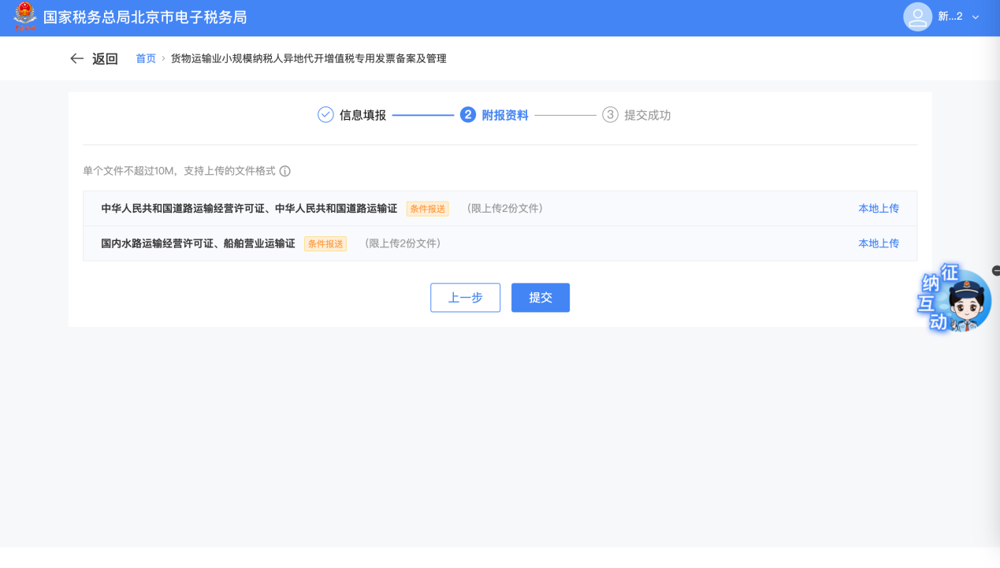 国家税务总局北京市电子税务局
新...2
返回 首页 > 货物运输业小规模纳税人异地代开增值税专用发票备案及管理
信息填报 2 附报资料 3 提交成功
单个文件不超过10M，支持上传的文件格式
中华人民共和国道路运输经营许可证、中华人民共和国道路运输证 条件报送 （限上传2份文件） 本地上传
国内水路运输经营许可证、船舶营业运输证 条件报送 （限上传2份文件） 本地上传
上一步 提交
征纳互动